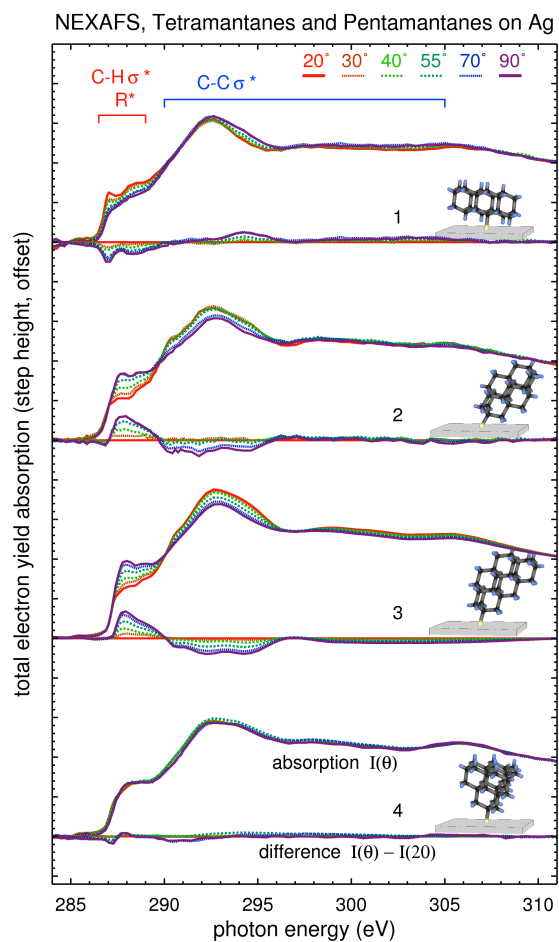 NEXAFS, Tetramantanes and Pentamantanes on Ag
C-H σ* C-C σ* 20° 30° 40° 55° 70° 90°
R*
1
2
3
absorption I(θ)
4
difference I(θ) − I(20)
285 290 295 300 305 310
photon energy (eV)
total electron yield absorption (step height, offset)